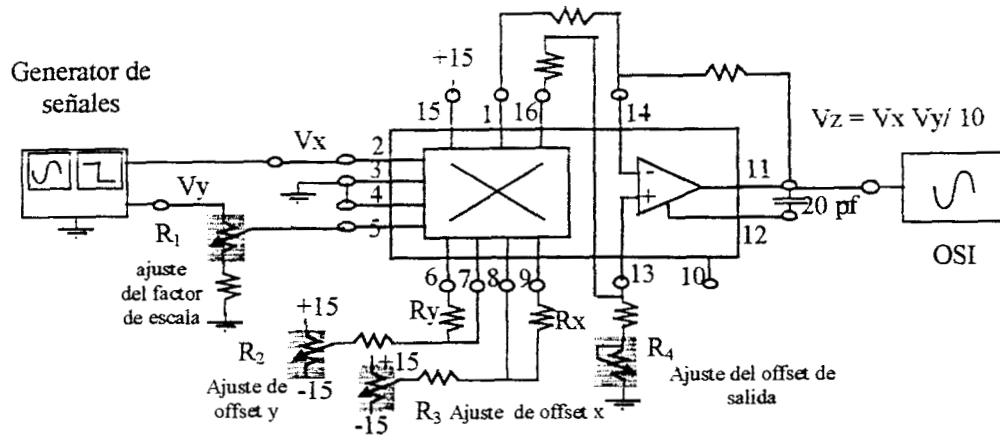 Generator de
señales
+15
15
1
16
14
Vz = Vx Vy/ 10
Vx
2
3
4
5
Vy
R1
ajuste
del factor
de escala
-
+
11
20 pf
12
OSI
6
7
8
9
13
10
Ry
Rx
+15
R2
-15
Ajuste de
offset y
+15
-15
R3 Ajuste de offset x
R4
Ajuste del offset de
salida